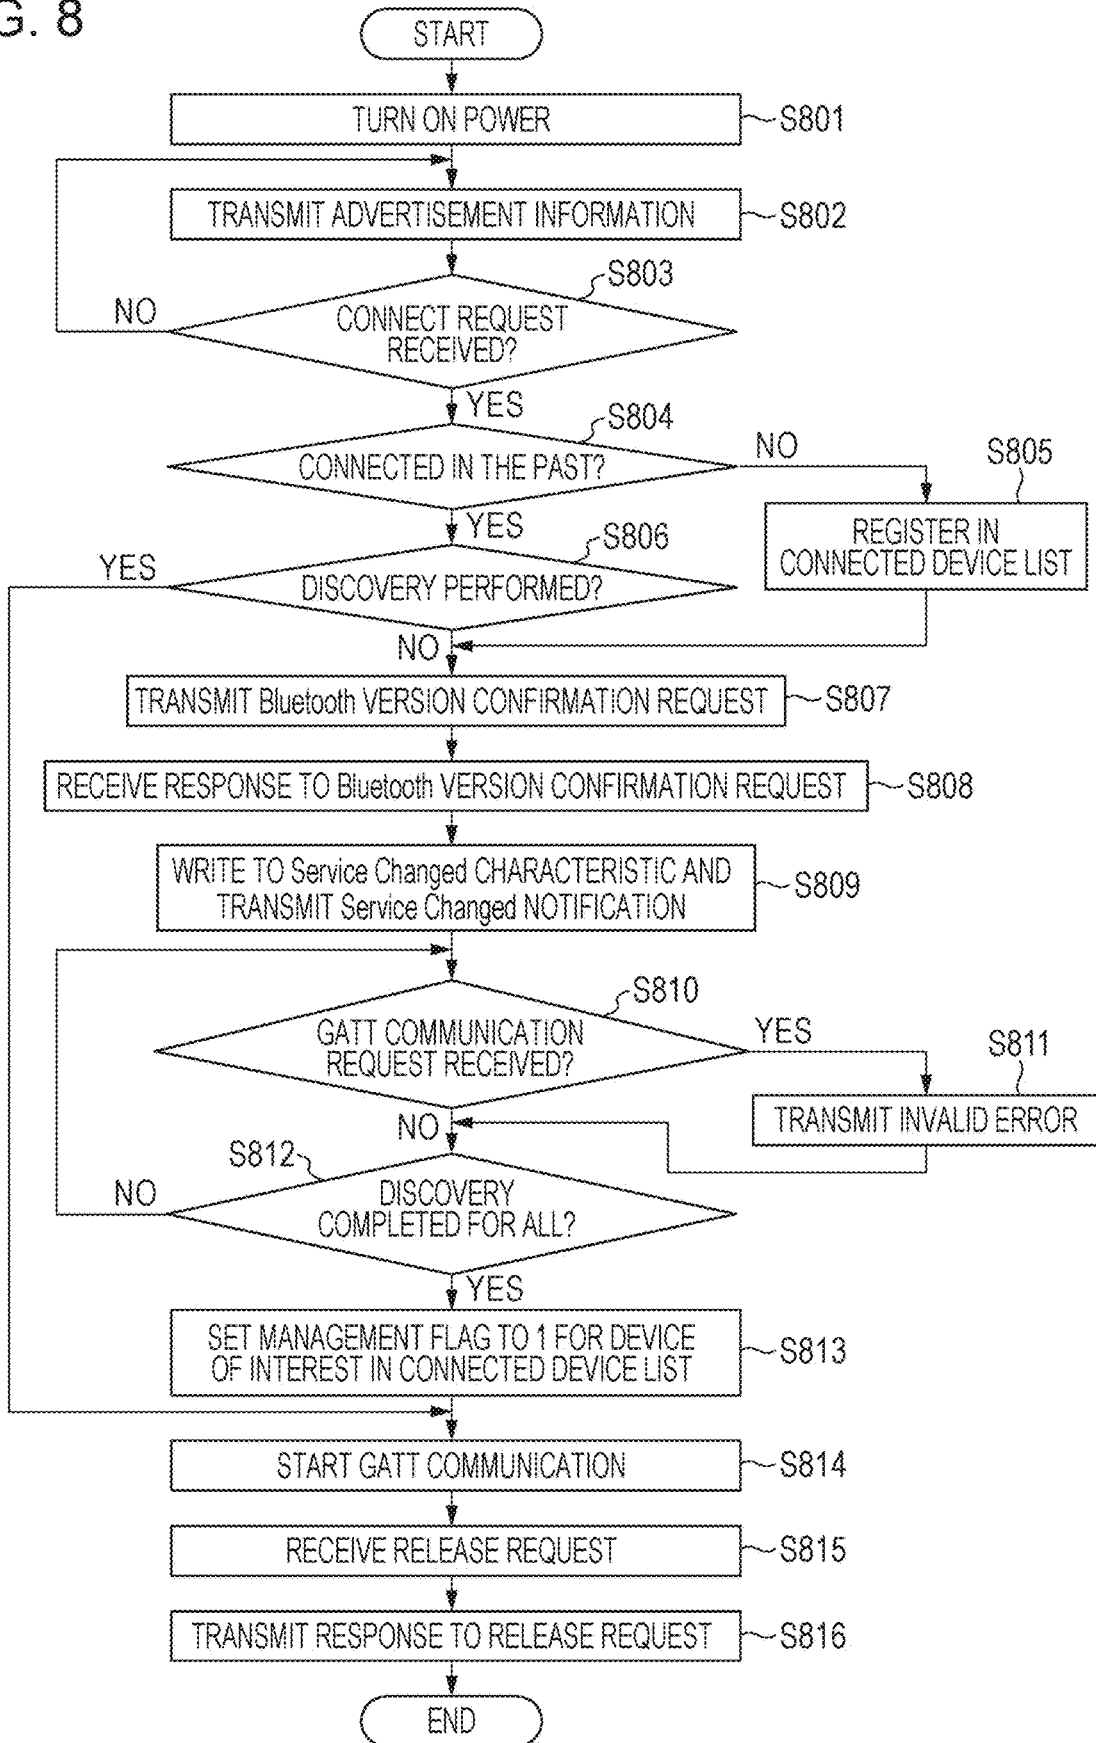 G. 8
START
TURN ON POWER
S801
TRANSMIT ADVERTISEMENT INFORMATION
S802
S803
NO
CONNECT REQUEST
RECEIVED?
YES
S804
CONNECTED IN THE PAST?
NO
S805
REGISTER IN
CONNECTED DEVICE LIST
YES
S806
YES
DISCOVERY PERFORMED?
NO
TRANSMIT Bluetooth VERSION CONFIRMATION REQUEST
S807
RECEIVE RESPONSE TO Bluetooth VERSION CONFIRMATION REQUEST
S808
WRITE TO Service Changed CHARACTERISTIC AND
TRANSMIT Service Changed NOTIFICATION
S809
S810
GATT COMMUNICATION
REQUEST RECEIVED?
YES
S811
TRANSMIT INVALID ERROR
NO
S812
NO
DISCOVERY
COMPLETED FOR ALL?
YES
SET MANAGEMENT FLAG TO 1 FOR DEVICE
OF INTEREST IN CONNECTED DEVICE LIST
S813
START GATT COMMUNICATION
S814
RECEIVE RELEASE REQUEST
S815
TRANSMIT RESPONSE TO RELEASE REQUEST
S816
END